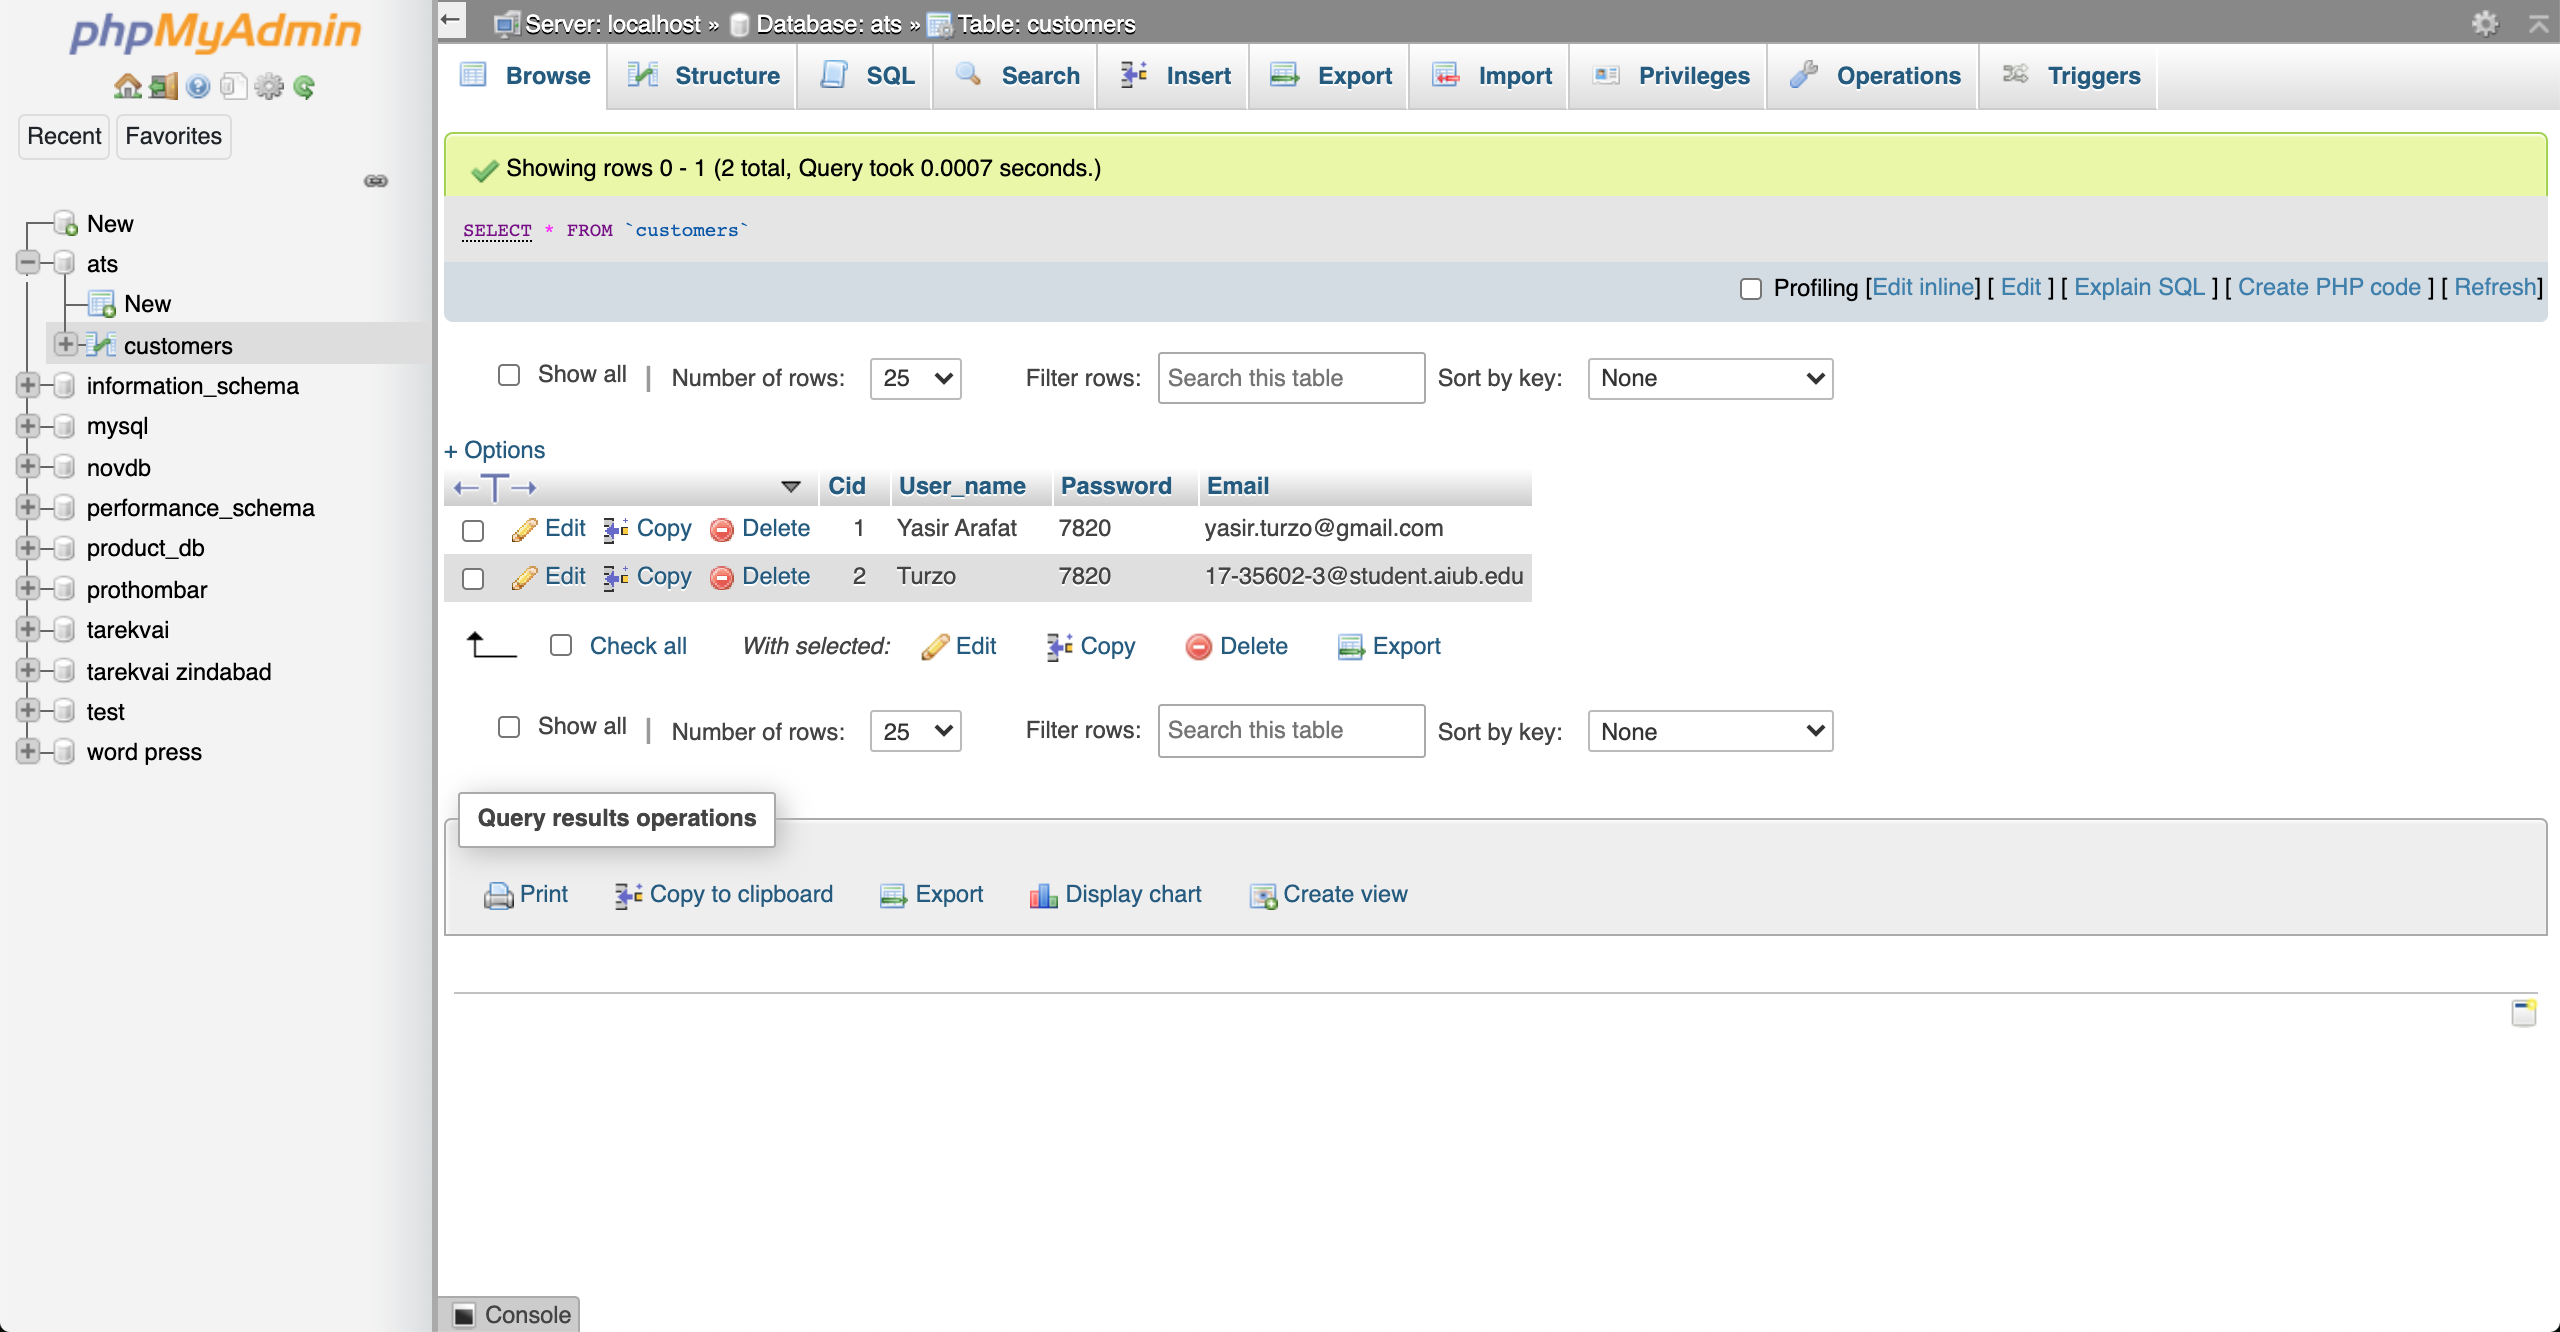 phpMyAdmin
Recent Favorites
New
ats
New
customers
information_schema
mysql
novdb
performance_schema
product_db
prothombar
tarekvai
tarekvai zindabad
test
word press
Server: localhost » Database: ats » Table: customers
Browse Structure SQL Search Insert Export Import Privileges Operations Triggers
Showing rows 0 - 1 (2 total, Query took 0.0007 seconds.)
SELECT * FROM `customers`
Profiling [Edit inline] [ Edit ] [ Explain SQL ] [ Create PHP code ] [ Refresh]
Show all | Number of rows: 25 Filter rows: Search this table Sort by key: None
+ Options
←T→ Cid User_name Password Email
Edit Copy Delete 1 Yasir Arafat 7820 yasir.turzo@gmail.com
Edit Copy Delete 2 Turzo 7820 17-35602-3@student.aiub.edu
Check all With selected: Edit Copy Delete Export
Show all | Number of rows: 25 Filter rows: Search this table Sort by key: None
Query results operations
Print Copy to clipboard Export Display chart Create view
Console